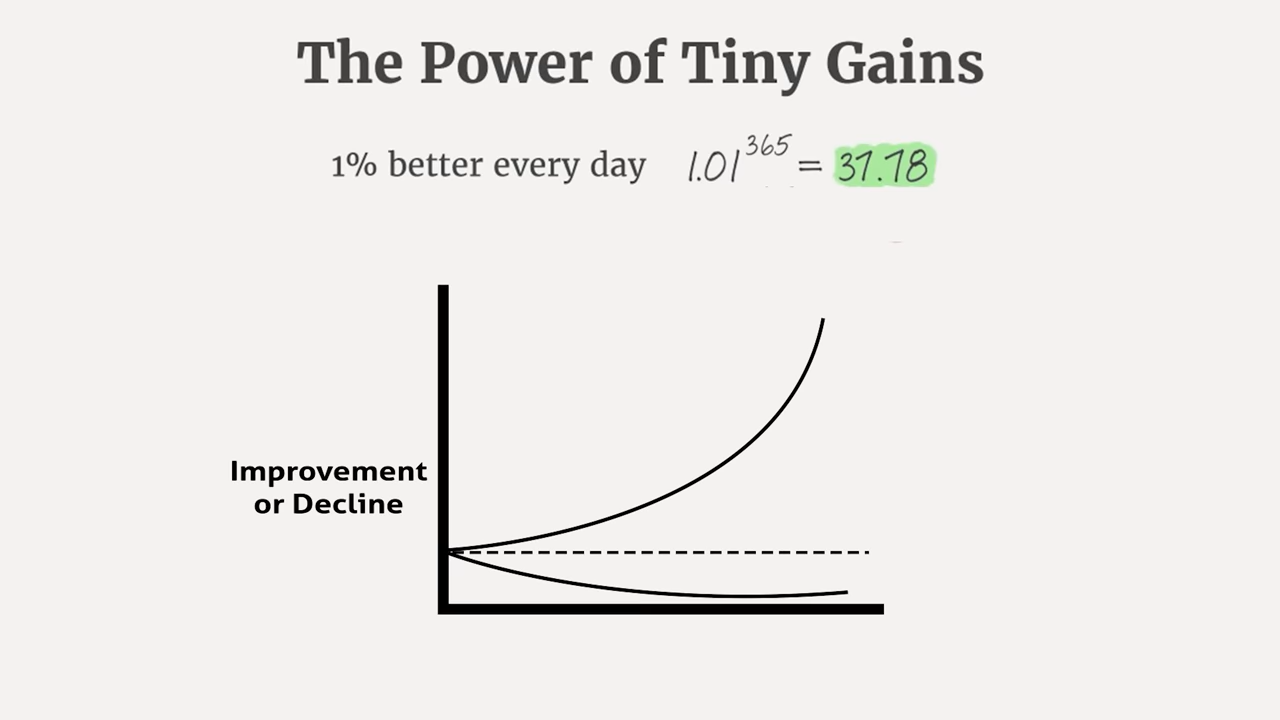 The Power of Tiny Gains
1% better every day 1.01^365 = 37.78
Improvement
or Decline